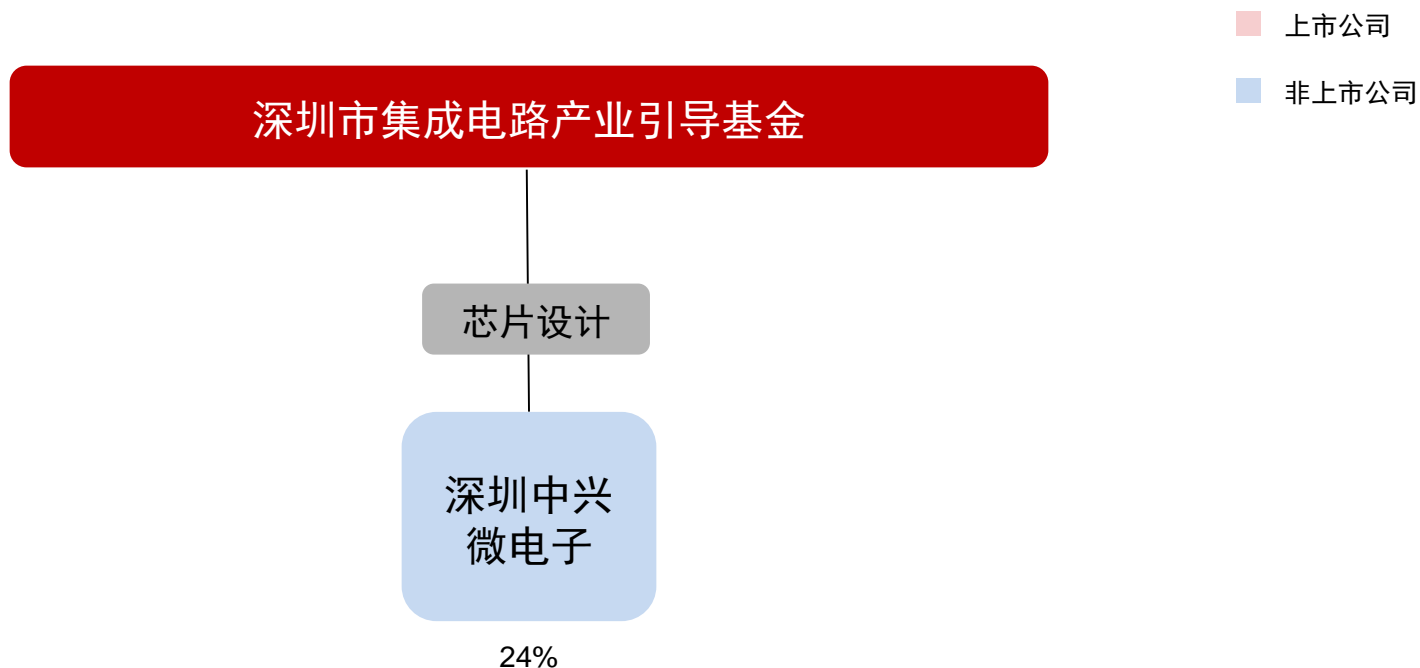 上市公司
非上市公司
深圳市集成电路产业引导基金
芯片设计
深圳中兴
微电子
24%